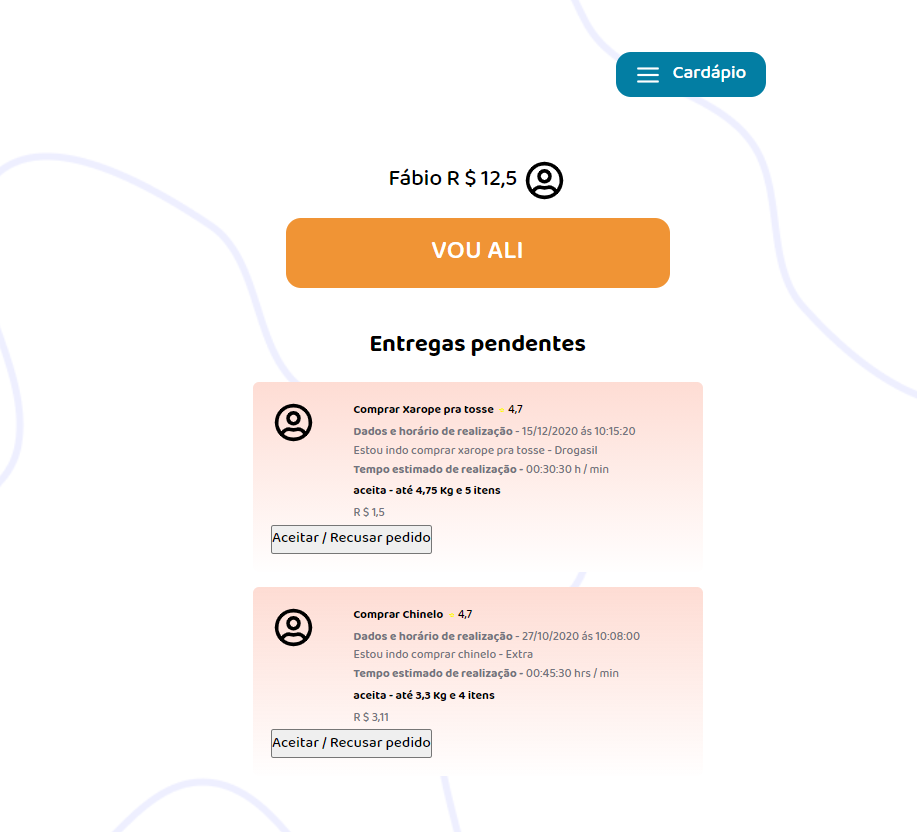 Cardápio
Fábio R $ 12,5
VOU ALI
Entregas pendentes
Comprar Xarope pra tosse 4,7
Dados e horário de realização - 15/12/2020 ás 10:15:20
Estou indo comprar xarope pra tosse - Drogasil
Tempo estimado de realização - 00:30:30 h / min
aceita - até 4,75 Kg e 5 itens
R $ 1,5
Aceitar / Recusar pedido
Comprar Chinelo 4,7
Dados e horário de realização - 27/10/2020 ás 10:08:00
Estou indo comprar chinelo - Extra
Tempo estimado de realização - 00:45:30 hrs / min
aceita - até 3,3 Kg e 4 itens
R $ 3,11
Aceitar / Recusar pedido